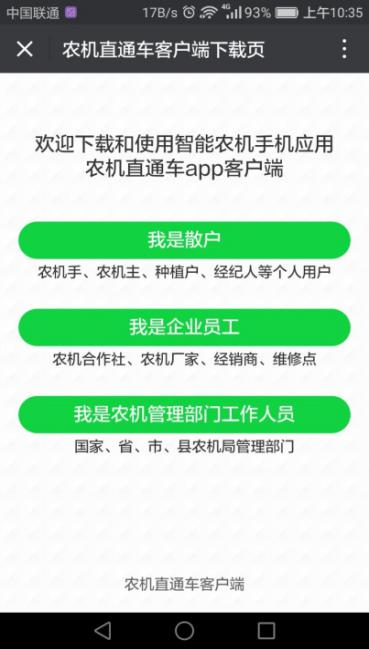 中国联通 17B/s 4G 93% 上午10:35
农机直通车客户端下载页
欢迎下载和使用智能农机手机应用
农机直通车app客户端
我是散户
农机手、农机主、种植户、经纪人等个人用户
我是企业员工
农机合作社、农机厂家、经销商、维修点
我是农机管理部门工作人员
国家、省、市、县农机局管理部门
农机直通车客户端